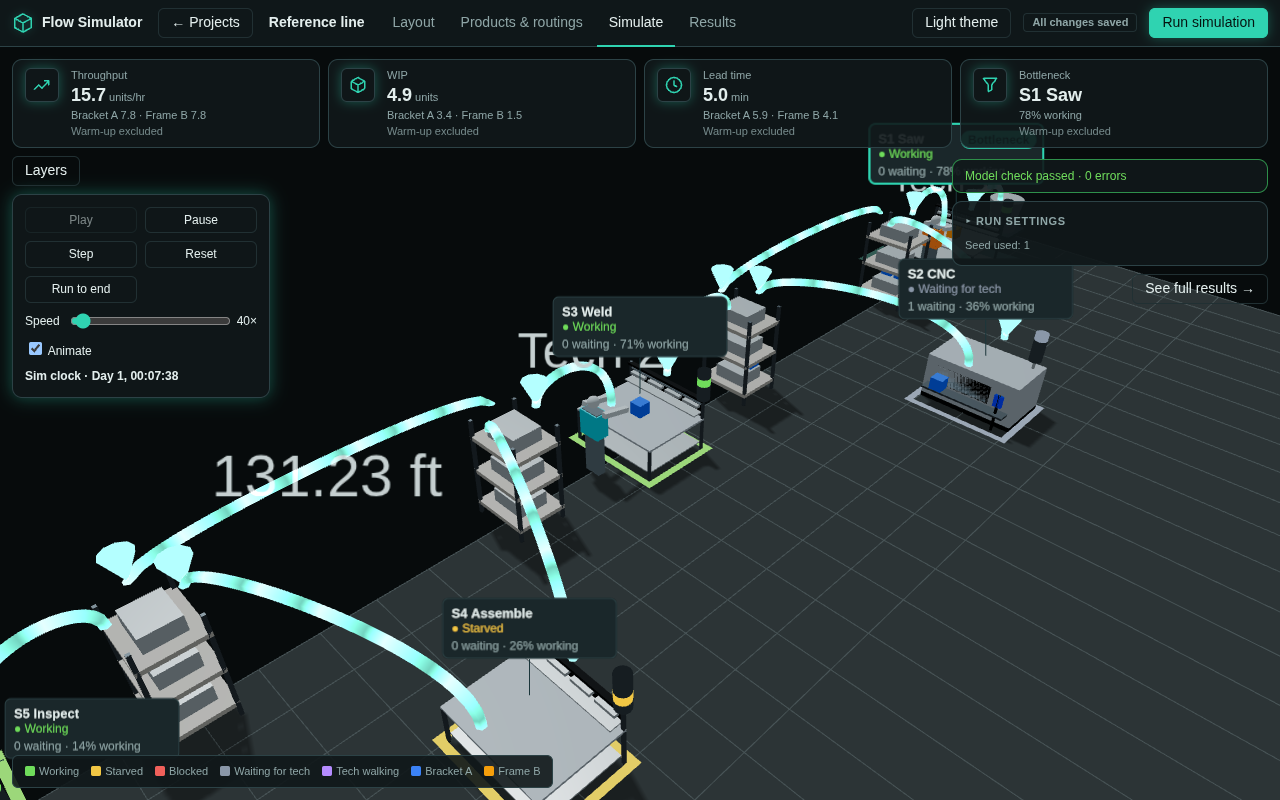 Flow Simulator
← Projects
Reference line
Layout
Products & routings
Simulate
Results
Light theme
All changes saved
Run simulation
Throughput
15.7 units/hr
Bracket A 7.8 · Frame B 7.8
Warm-up excluded
WIP
4.9 units
Bracket A 3.4 · Frame B 1.5
Warm-up excluded
Lead time
5.0 min
Bracket A 5.9 · Frame B 4.1
Warm-up excluded
Bottleneck
S1 Saw
78% working
Warm-up excluded
Layers
Play
Pause
Step
Reset
Run to end
Speed
40×
Animate
Sim clock · Day 1, 00:07:38
S1 Saw
● Working
0 waiting · 78%
Model check passed · 0 errors
▸ RUN SETTINGS
Seed used: 1
See full results →
S2 CNC
● Waiting for tech
1 waiting · 36% working
S3 Weld
● Working
0 waiting · 71% working
Tech 2
131.23 ft
S4 Assemble
● Starved
0 waiting · 26% working
S5 Inspect
● Working
0 waiting · 14% working
Working
Starved
Blocked
Waiting for tech
Tech walking
Bracket A
Frame B